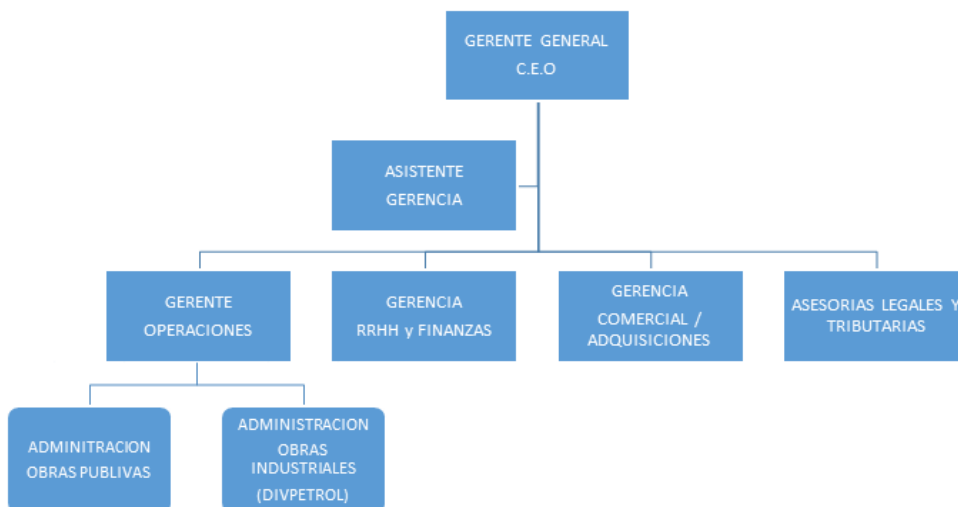 GERENTE GENERAL
C.E.O
ASISTENTE
GERENCIA
GERENTE
OPERACIONES
GERENCIA
RRHH y FINANZAS
GERENCIA
COMERCIAL /
ADQUISICIONES
ASESORIAS LEGALES Y
TRIBUTARIAS
ADMINITRACION
OBRAS PUBLIVAS
ADMINISTRACION
OBRAS
INDUSTRIALES
(DIVPETROL)